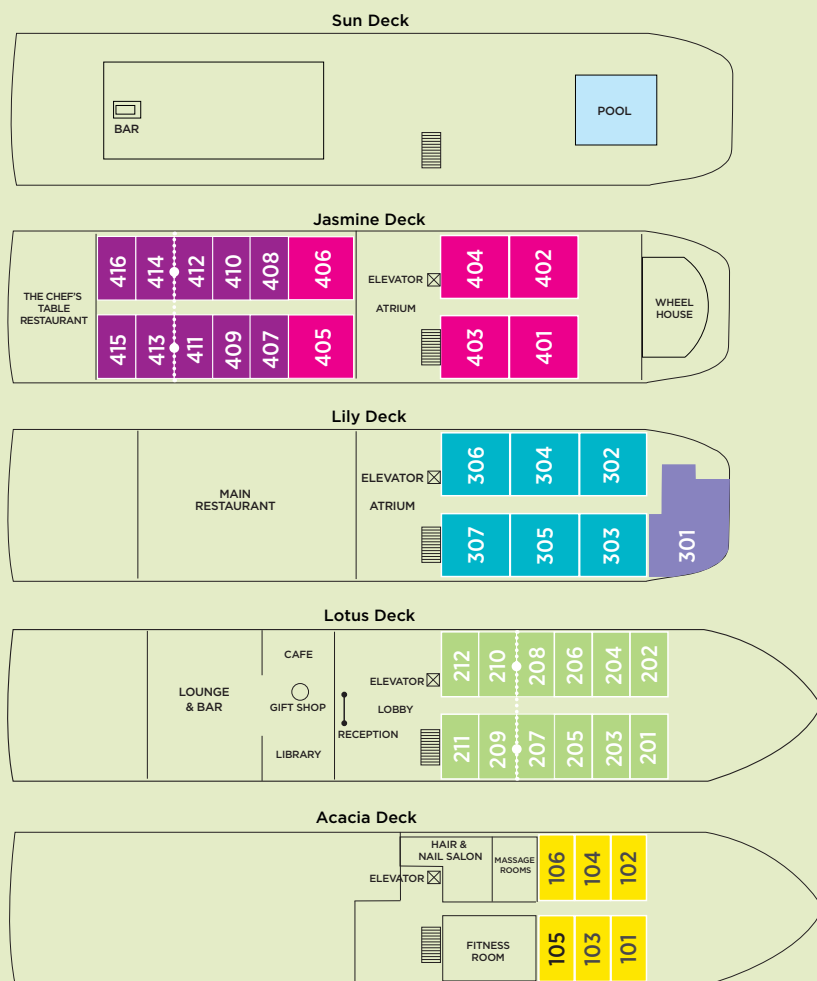 Sun Deck
BAR
POOL
Jasmine Deck
416 414 412 410 408 406
404 402
ELEVATOR
ATRIUM
THE CHEF'S
TABLE
RESTAURANT
WHEEL
HOUSE
415 413 411 409 407 405
403 401
Lily Deck
306 304 302
ELEVATOR
MAIN
RESTAURANT
ATRIUM
307 305 303 301
Lotus Deck
212 210 208 206 204 202
CAFE
ELEVATOR
LOUNGE
& BAR
GIFT SHOP
LOBBY
RECEPTION
LIBRARY
211 209 207 205 203 201
Acacia Deck
HAIR &
NAIL SALON
MASSAGE
ROOMS
106 104 102
ELEVATOR
FITNESS
ROOM
105 103 101